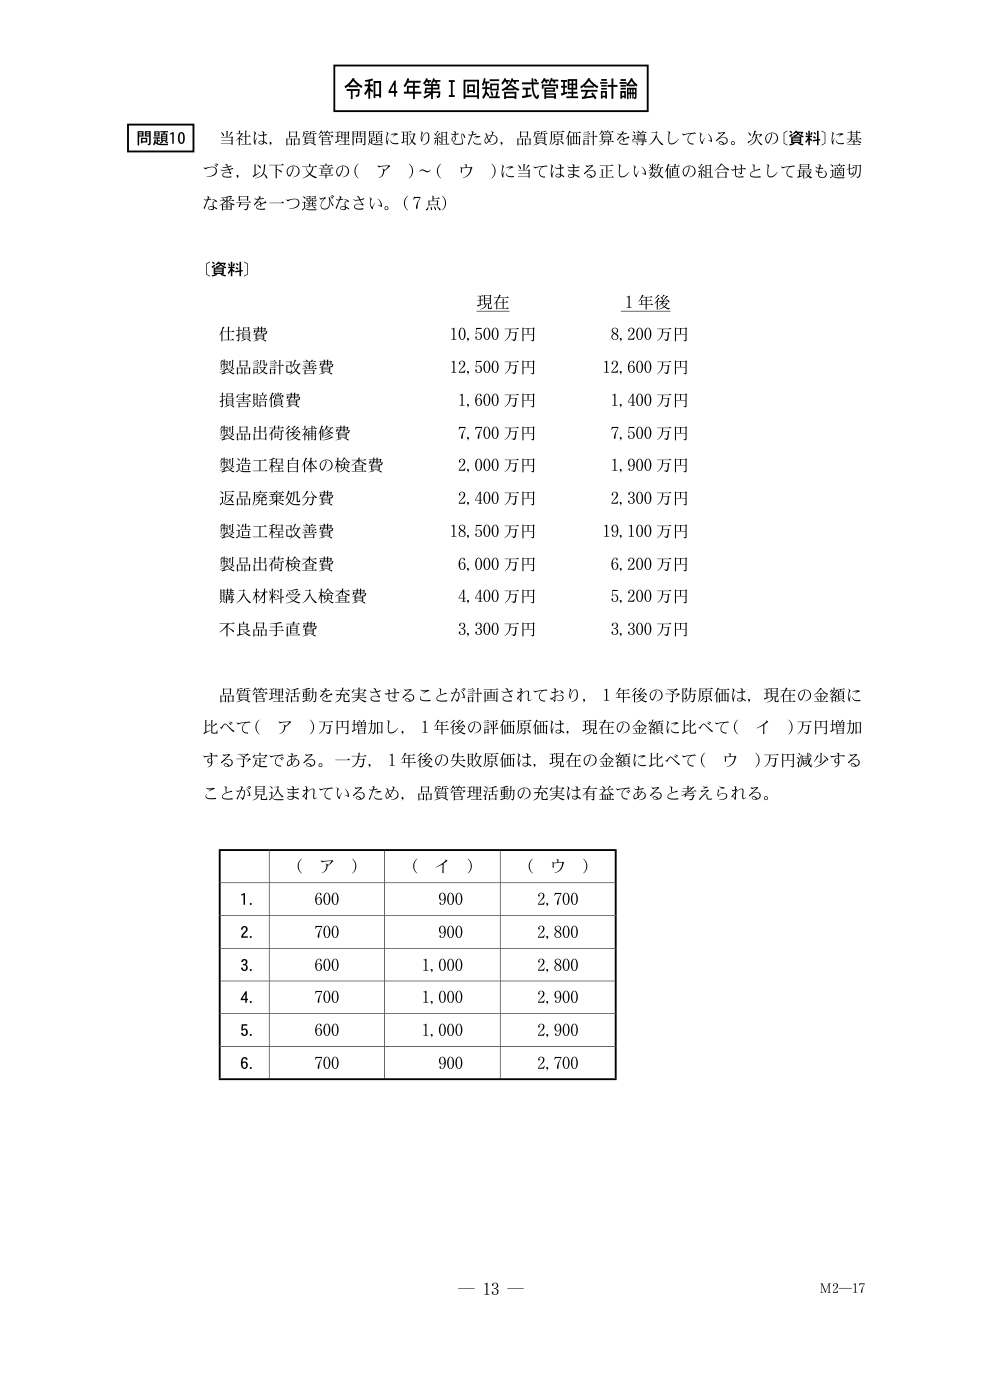 令和４年第Ⅰ回短答式管理会計論
問題10 当社は，品質管理問題に取り組むため，品質原価計算を導入している。次の〔資料〕に基
づき，以下の文章の( ア )～( ウ )に当てはまる正しい数値の組合せとして最も適切
な番号を一つ選びなさい。（７点）
〔資料〕
現在 １年後
仕損費 10,500 万円 8,200 万円
製品設計改善費 12,500 万円 12,600 万円
損害賠償費 1,600 万円 1,400 万円
製品出荷後補修費 7,700 万円 7,500 万円
製造工程自体の検査費 2,000 万円 1,900 万円
返品廃棄処分費 2,400 万円 2,300 万円
製造工程改善費 18,500 万円 19,100 万円
製品出荷検査費 6,000 万円 6,200 万円
購入材料受入検査費 4,400 万円 5,200 万円
不良品手直費 3,300 万円 3,300 万円
品質管理活動を充実させることが計画されており，１年後の予防原価は，現在の金額に
比べて( ア )万円増加し，１年後の評価原価は，現在の金額に比べて( イ )万円増加
する予定である。一方，１年後の失敗原価は，現在の金額に比べて( ウ )万円減少する
ことが見込まれているため，品質管理活動の充実は有益であると考えられる。
( ア ) ( イ ) ( ウ )
1. 600 900 2,700
2. 700 900 2,800
3. 600 1,000 2,800
4. 700 1,000 2,900
5. 600 1,000 2,900
6. 700 900 2,700
― 13 ― M2―17